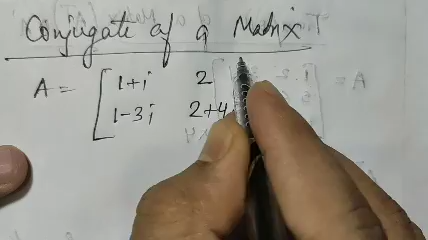 Conjugate of a Matrix
A = [ 1+i 2
1-3i 2+4